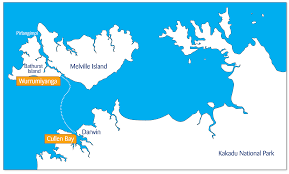 Pirlangimpi
Bathurst
Island
Melville Island
Wurrumiyanga
Cullen Bay
Darwin
Kakadu National Park